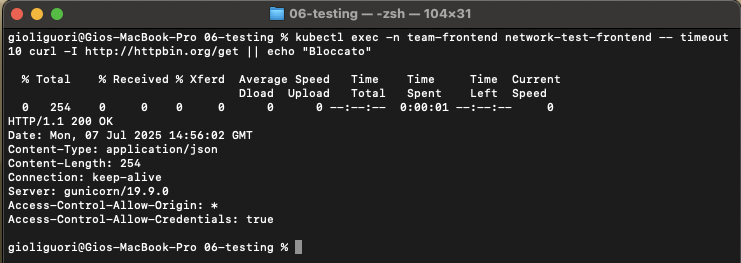 06-testing — -zsh — 104×31
gioliguori@Gios-MacBook-Pro 06-testing % kubectl exec -n team-frontend network-test-frontend -- timeout
10 curl -I http://httpbin.org/get || echo "Bloccato"
% Total % Received % Xferd Average Speed Time Time Time Current
Dload Upload Total Spent Left Speed
0 254 0 0 0 0 0 0 --:--:-- 0:00:01 --:--:-- 0
HTTP/1.1 200 OK
Date: Mon, 07 Jul 2025 14:56:02 GMT
Content-Type: application/json
Content-Length: 254
Connection: keep-alive
Server: gunicorn/19.9.0
Access-Control-Allow-Origin: *
Access-Control-Allow-Credentials: true
gioliguori@Gios-MacBook-Pro 06-testing %